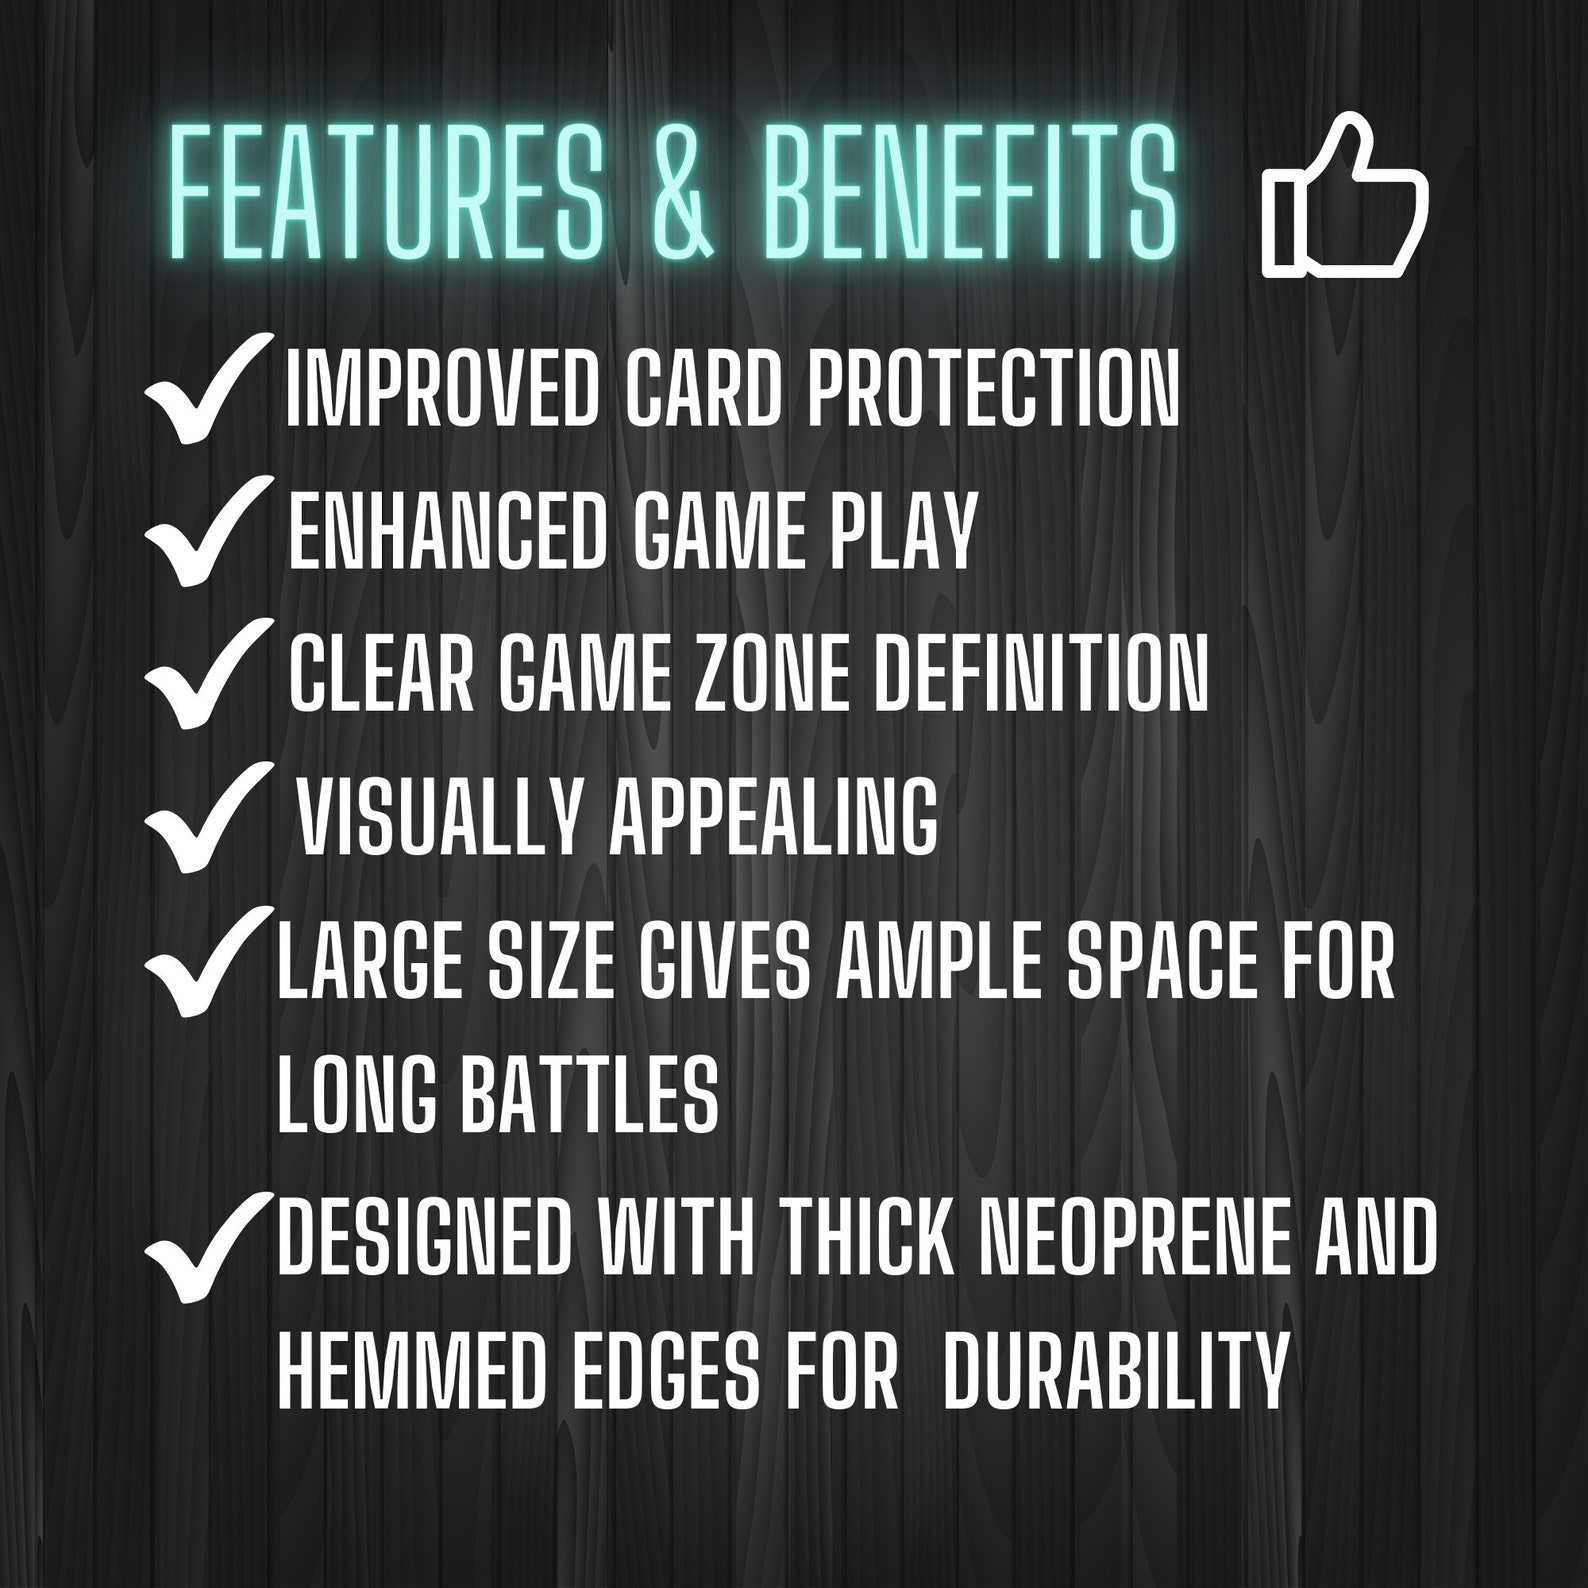 FEATURES & BENEFITS
IMPROVED CARD PROTECTION
ENHANCED GAME PLAY
CLEAR GAME ZONE DEFINITION
VISUALLY APPEALING
LARGE SIZE GIVES AMPLE SPACE FOR
LONG BATTLES
DESIGNED WITH THICK NEOPRENE AND
HEMMED EDGES FOR DURABILITY